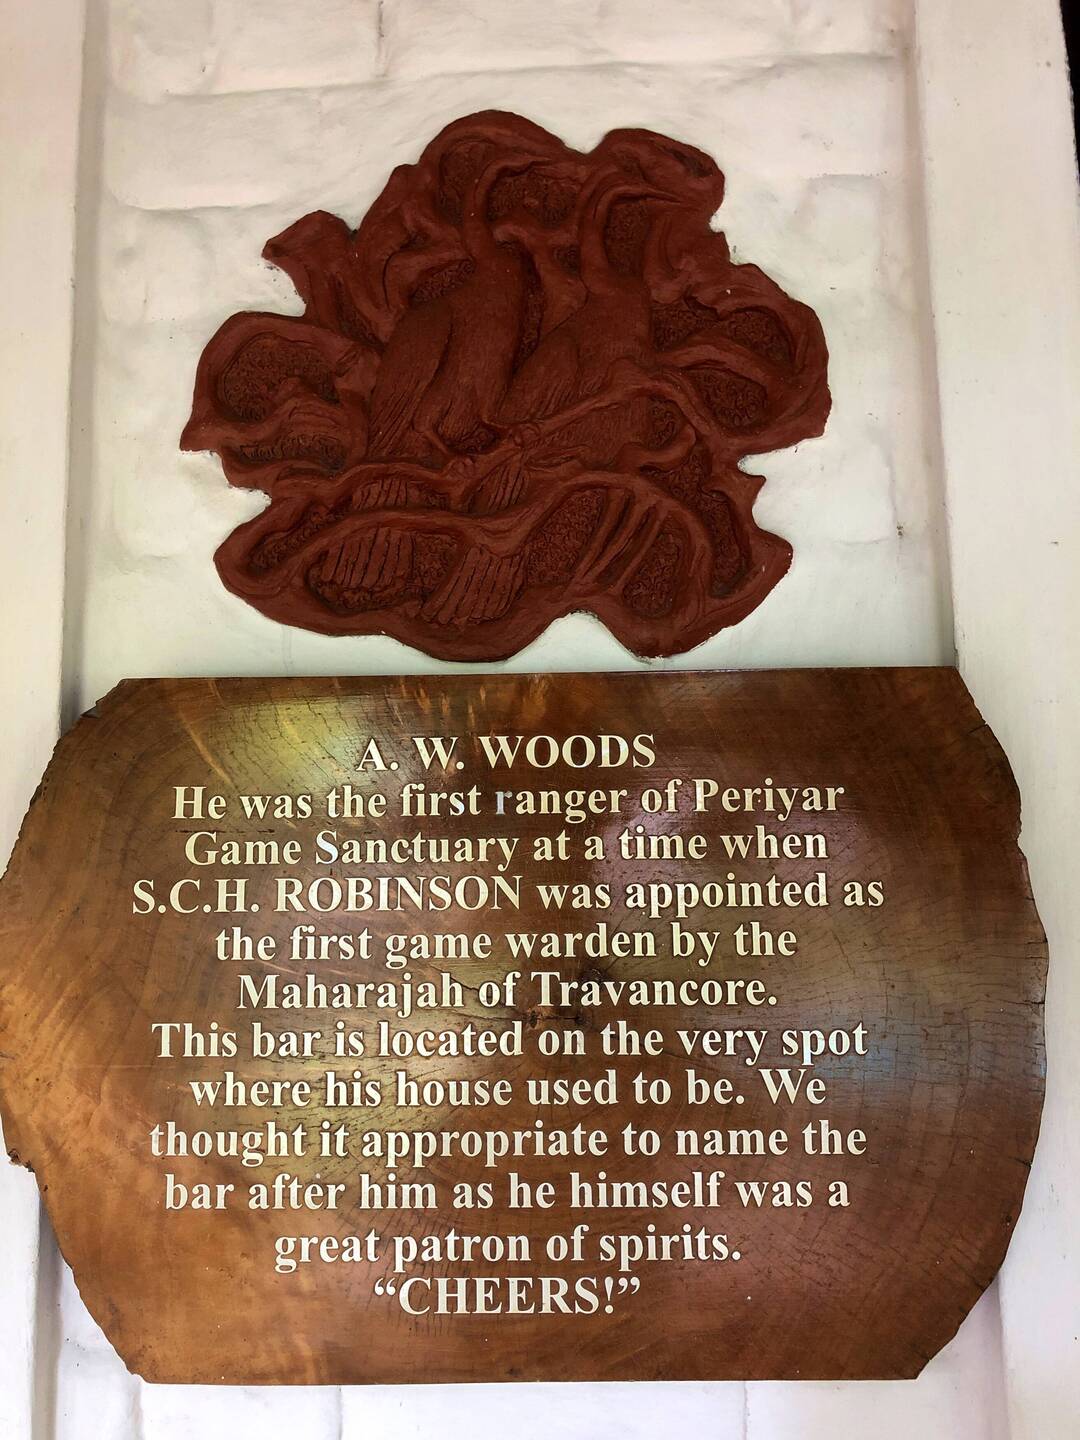 A. W. WOODS
He was the first ranger of Periyar
Game Sanctuary at a time when
S.C.H. ROBINSON was appointed as
the first game warden by the
Maharajah of Travancore.
This bar is located on the very spot
where his house used to be. We
thought it appropriate to name the
bar after him as he himself was a
great patron of spirits.
“CHEERS!”